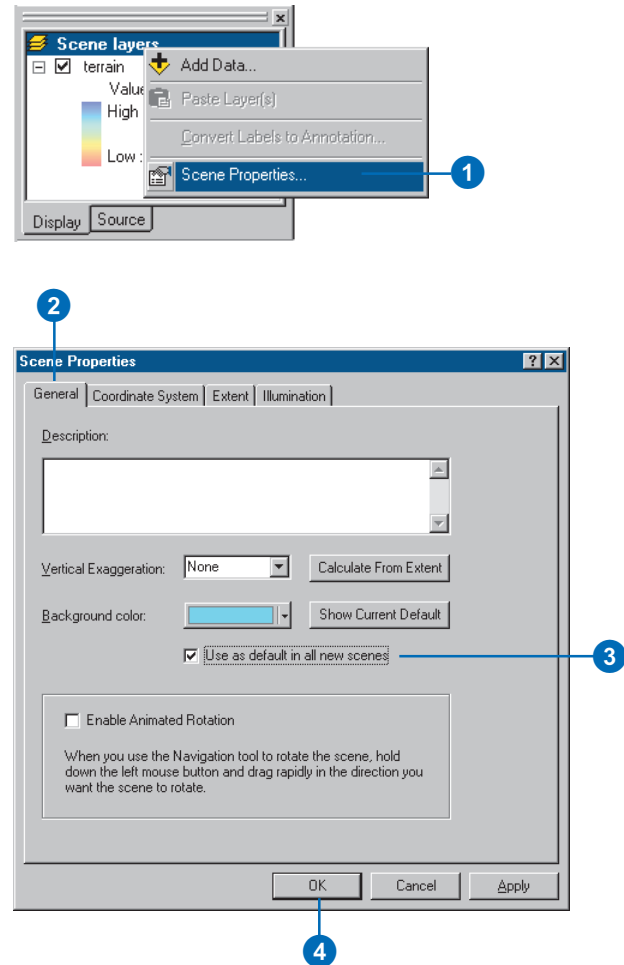 Scene layers
terrain
Add Data...
Value
Paste Layer(s)
High
Convert Labels to Annotation...
Low :
Scene Properties...
1
Display
Source
2
Scene Properties
General
Coordinate System
Extent
Illumination
Description:
Vertical Exaggeration:
None
Calculate From Extent
Background color:
Show Current Default
Use as default in all new scenes
3
Enable Animated Rotation
When you use the Navigation tool to rotate the scene, hold
down the left mouse button and drag rapidly in the direction you
want the scene to rotate.
OK
Cancel
Apply
4